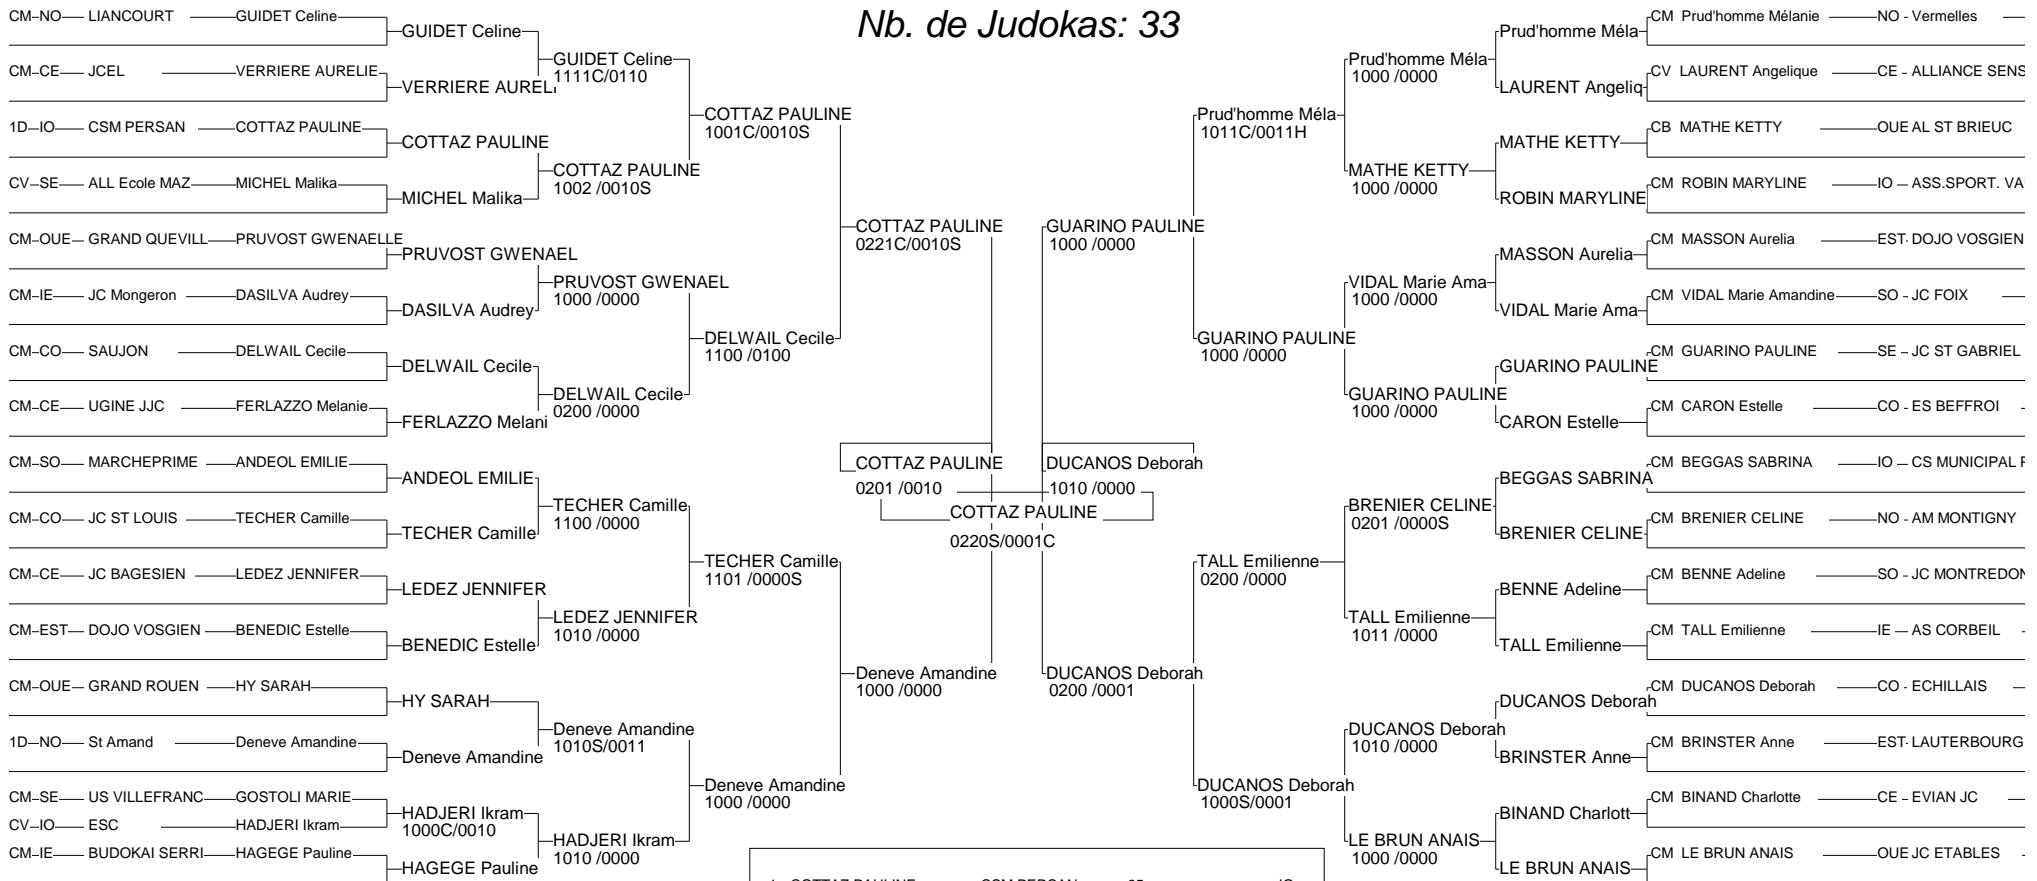 Nb. de Judokas: 33
CM-NO LIANCOURT GUIDET Celine
CM-CE JCEL VERRIERE AURELIE
1D-IO CSM PERSAN COTTAZ PAULINE
CV-SE ALL Ecole MAZ MICHEL Malika
CM-OUE GRAND QUEVILL PRUVOST GWENAELLE
CM-IE JC Mongeron DASILVA Audrey
CM-CO SAUJON DELWAIL Cecile
CM-CE UGINE JJC FERLAZZO Melanie
CM-SO MARCHEPRIME ANDEOL EMILIE
CM-CO JC ST LOUIS TECHER Camille
CM-CE JC BAGESIEN LEDEZ JENNIFER
CM-EST DOJO VOSGIEN BENEDIC Estelle
CM-OUE GRAND ROUEN HY SARAH
1D-NO St Amand Deneve Amandine
CM-SE US VILLEFRANC GOSTOLI MARIE
CV-IO ESC HADJERI Ikram
CM-IE BUDOKAI SERRI HAGEGE Pauline
GUIDET Celine
VERRIERE AURELI
COTTAZ PAULINE
MICHEL Malika
PRUVOST GWENAEL
DASILVA Audrey
DELWAIL Cecile
FERLAZZO Melani
ANDEOL EMILIE
TECHER Camille
LEDEZ JENNIFER
BENEDIC Estelle
HY SARAH
Deneve Amandine
HADJERI Ikram
1000C/0010
HAGEGE Pauline
GUIDET Celine
1111C/0110
COTTAZ PAULINE
1002 /0010S
PRUVOST GWENAEL
1000 /0000
DELWAIL Cecile
0200 /0000
TECHER Camille
1100 /0000
LEDEZ JENNIFER
1010 /0000
Deneve Amandine
1010S/0011
HADJERI Ikram
1010 /0000
COTTAZ PAULINE
1001C/0010S
DELWAIL Cecile
1100 /0100
TECHER Camille
1101 /0000S
Deneve Amandine
1000 /0000
COTTAZ PAULINE
0221C/0010S
Deneve Amandine
1000 /0000
COTTAZ PAULINE
0201 /0010
DUCANOS Deborah
1010 /0000
COTTAZ PAULINE
0220S/0001C
GUARINO PAULINE
1000 /0000
DUCANOS Deborah
0200 /0001
Prud'homme Méla
1011C/0011H
GUARINO PAULINE
1000 /0000
TALL Emilienne
0200 /0000
DUCANOS Deborah
1000S/0001
Prud'homme Méla
1000 /0000
MATHE KETTY
1000 /0000
VIDAL Marie Ama
1000 /0000
GUARINO PAULINE
1000 /0000
BRENIER CELINE
0201 /0000S
TALL Emilienne
1011 /0000
DUCANOS Deborah
1010 /0000
LE BRUN ANAIS
1000 /0000
Prud'homme Méla
LAURENT Angeliq
MATHE KETTY
ROBIN MARYLINE
MASSON Aurelia
VIDAL Marie Ama
GUARINO PAULINE
CARON Estelle
BEGGAS SABRINA
BRENIER CELINE
BENNE Adeline
TALL Emilienne
DUCANOS Deborah
BRINSTER Anne
BINAND Charlott
LE BRUN ANAIS
CM Prud'homme Mélanie NO - Vermelles
CV LAURENT Angelique CE - ALLIANCE SENS
CB MATHE KETTY OUE AL ST BRIEUC
CM ROBIN MARYLINE IO - ASS.SPORT. VA
CM MASSON Aurelia EST- DOJO VOSGIEN
CM VIDAL Marie Amandine SO - JC FOIX
CM GUARINO PAULINE SE - JC ST GABRIEL
CM CARON Estelle CO - ES BEFFROI
CM BEGGAS SABRINA IO - CS MUNICIPAL
CM BRENIER CELINE NO - AM MONTIGNY
CM BENNE Adeline SO - JC MONTREDON
CM TALL Emilienne IE - AS CORBEIL
CM DUCANOS Deborah CO - ECHILLAIS
CM BRINSTER Anne EST- LAUTERBOURG
CM BINAND Charlotte CE - EVIAN JC
CM LE BRUN ANAIS OUE JC ETABLES